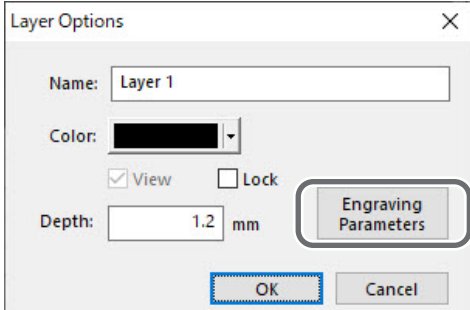 Layer Options
Name: Layer 1
Color:
View Lock
Depth: 1.2 mm
Engraving
Parameters
OK Cancel